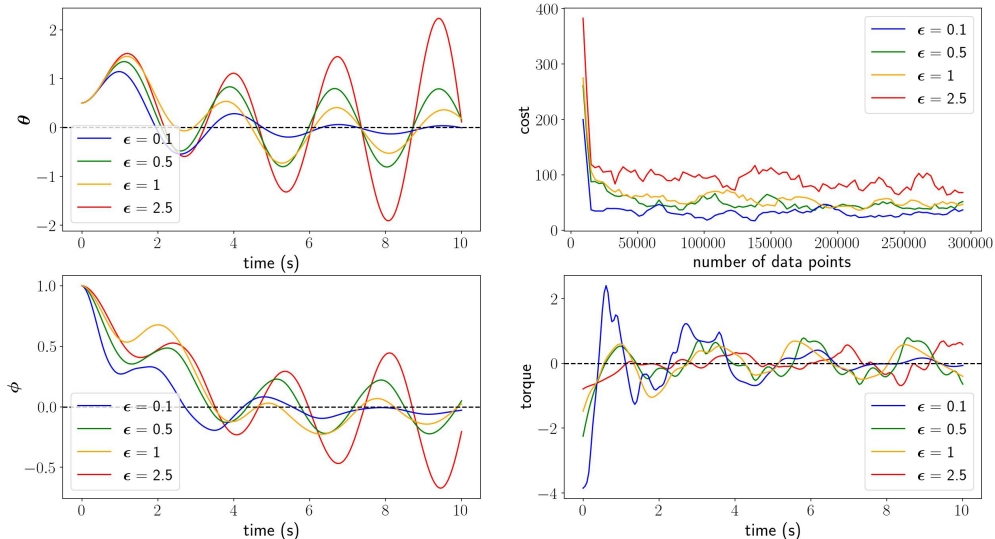 2
1
0
−1
−2
θ
ϵ = 0.1
ϵ = 0.5
ϵ = 1
ϵ = 2.5
0 2 4 6 8 10
time (s)
400
300
200
100
0
cost
ϵ = 0.1
ϵ = 0.5
ϵ = 1
ϵ = 2.5
0 50000 100000 150000 200000 250000 300000
number of data points
1.0
0.5
0.0
−0.5
ϕ
ϵ = 0.1
ϵ = 0.5
ϵ = 1
ϵ = 2.5
0 2 4 6 8 10
time (s)
2
0
−2
−4
torque
ϵ = 0.1
ϵ = 0.5
ϵ = 1
ϵ = 2.5
0 2 4 6 8 10
time (s)